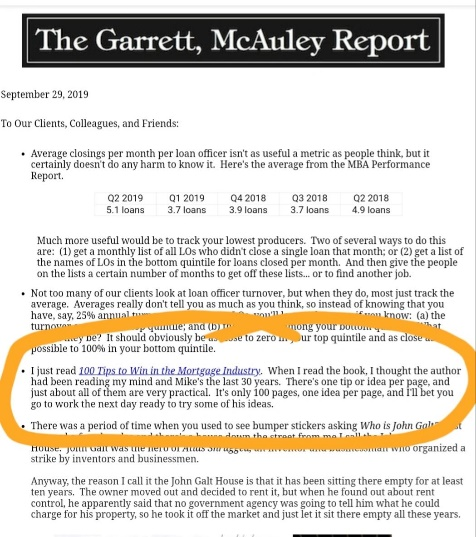 The Garrett, McAuley Report
September 29, 2019
To Our Clients, Colleagues, and Friends:
• Average closings per month per loan officer isn't as useful a metric as people think, but it
certainly doesn't do any harm to know it. Here's the average from the MBA Performance
Report.
Q2 2019 Q1 2019 Q4 2018 Q3 2018 Q2 2018
5.1 loans 3.7 loans 3.9 loans 3.7 loans 4.9 loans
Much more useful would be to track your lowest producers. Two of several ways to do this
are: (1) get a monthly list of all LOs who didn't close a single loan that month; or (2) get a list of
the names of LOs in the bottom quintile for loans closed per month. And then give the people
on the lists a certain number of months to get off these lists... or to find another job.
• Not too many of our clients look at loan officer turnover, but when they do, most just track the
average. Averages really don't tell you as much as you think, so instead of knowing that you
have, say, 25% annual if you know: (a) the
turnover quintile; and (b) among your bottom
they be? It should obviously be close to zero in your top quintile and as close as
possible to 100% in your bottom quintile.
• I just read 100 Tips to Win in the Mortgage Industry. When I read the book, I thought the author
had been reading my mind and Mike's the last 30 years. There's one tip or idea per page, and
just about all of them are very practical. It's only 100 pages, one idea per page, and I'll bet you
go to work the next day ready to try some of his ideas.
• There was a period of time when you used to see bumper stickers asking Who is John Galt?
down the street from me I call the John
House. John Galt was the hero of Atlas Shrugged, an inventor and businessman who organized a
strike by inventors and businessmen.
Anyway, the reason I call it the John Galt House is that it has been sitting there empty for at least
ten years. The owner moved out and decided to rent it, but when he found out about rent
control, he apparently said that no government agency was going to tell him what he could
charge for his property, so he took it off the market and just let it sit there empty all these years.